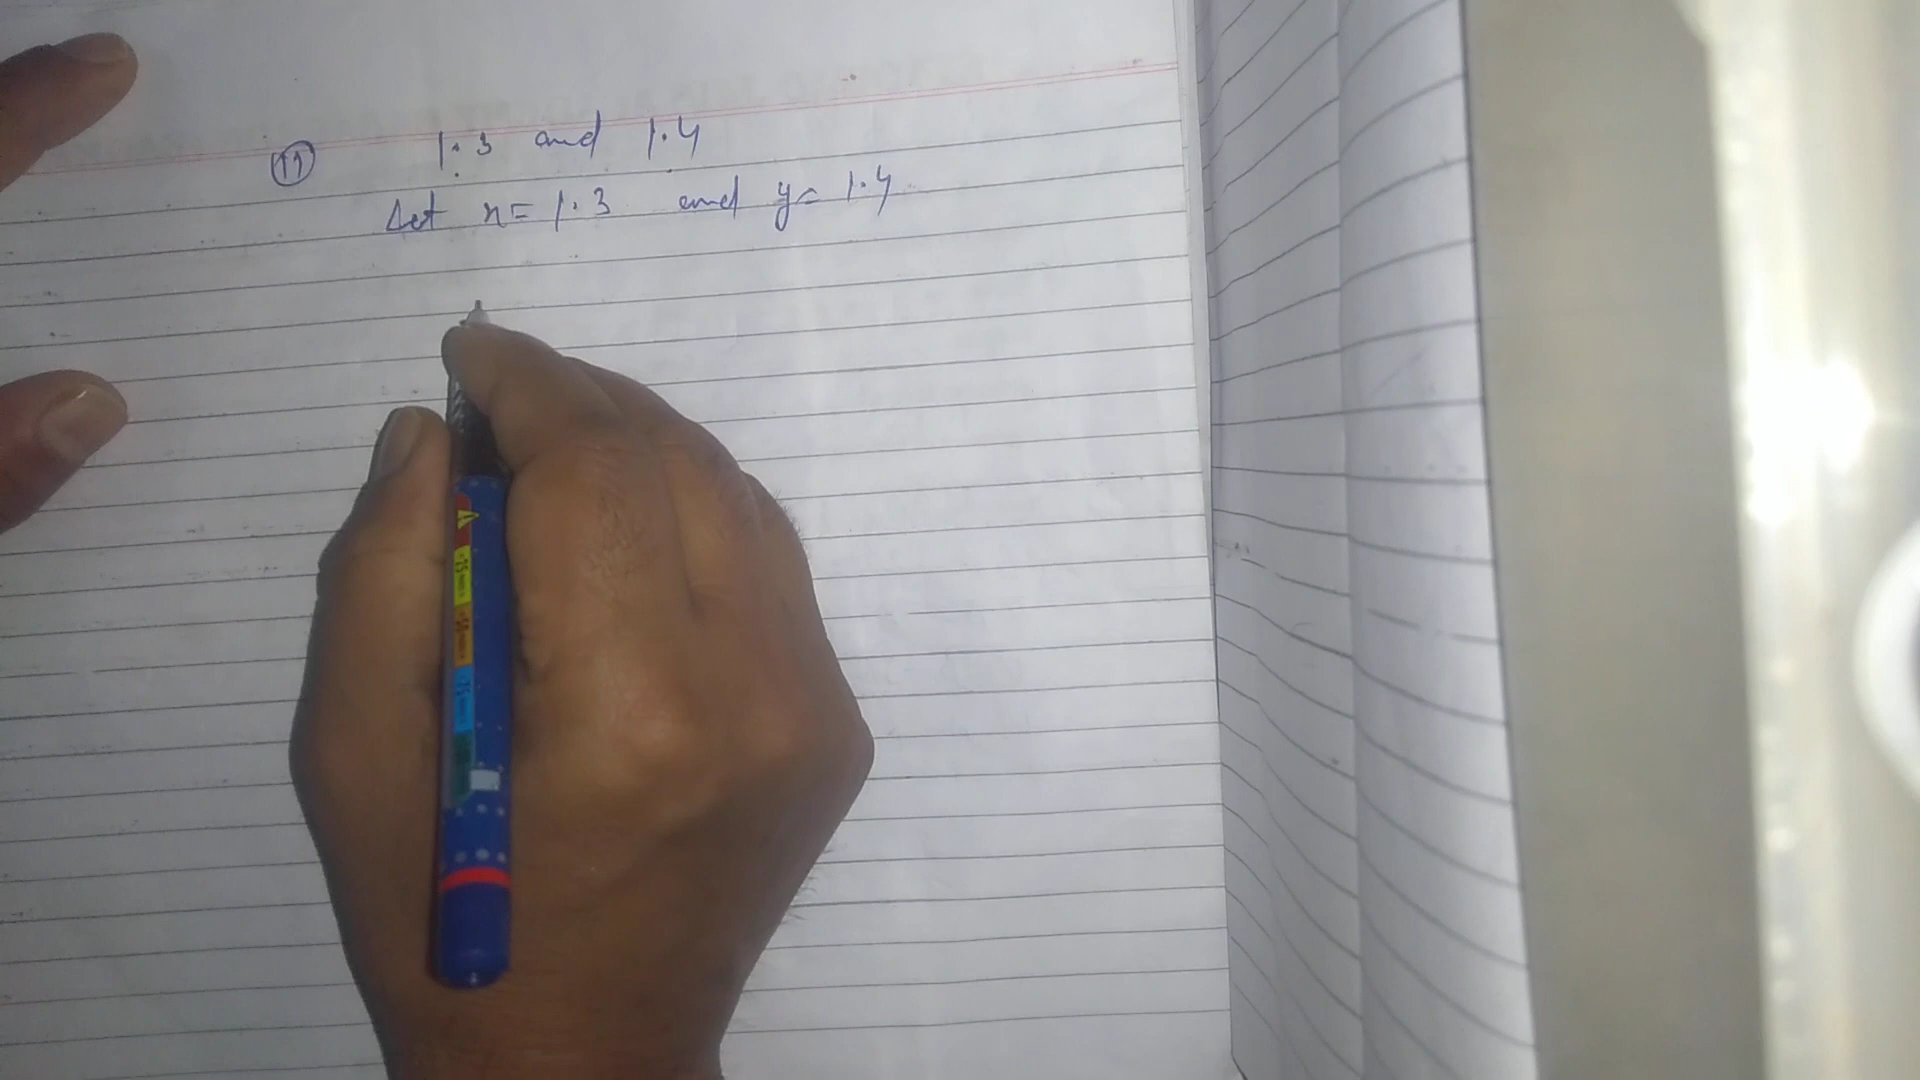 (11) 1.3 and 1.4
Let x = 1.3 and y = 1.4